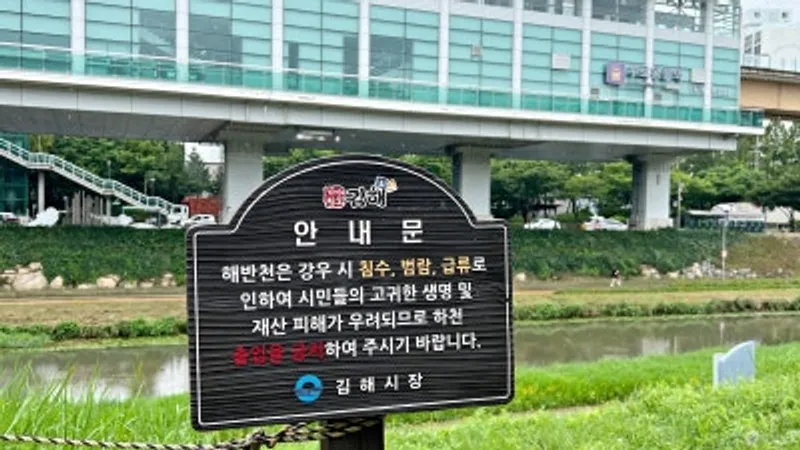 김해
안 내 문
해반천은 강우 시 침수, 범람, 급류로
인하여 시민들의 고귀한 생명 및
재산 피해가 우려되므로 하천
출입을 금지하여 주시기 바랍니다.
김 해 시 장